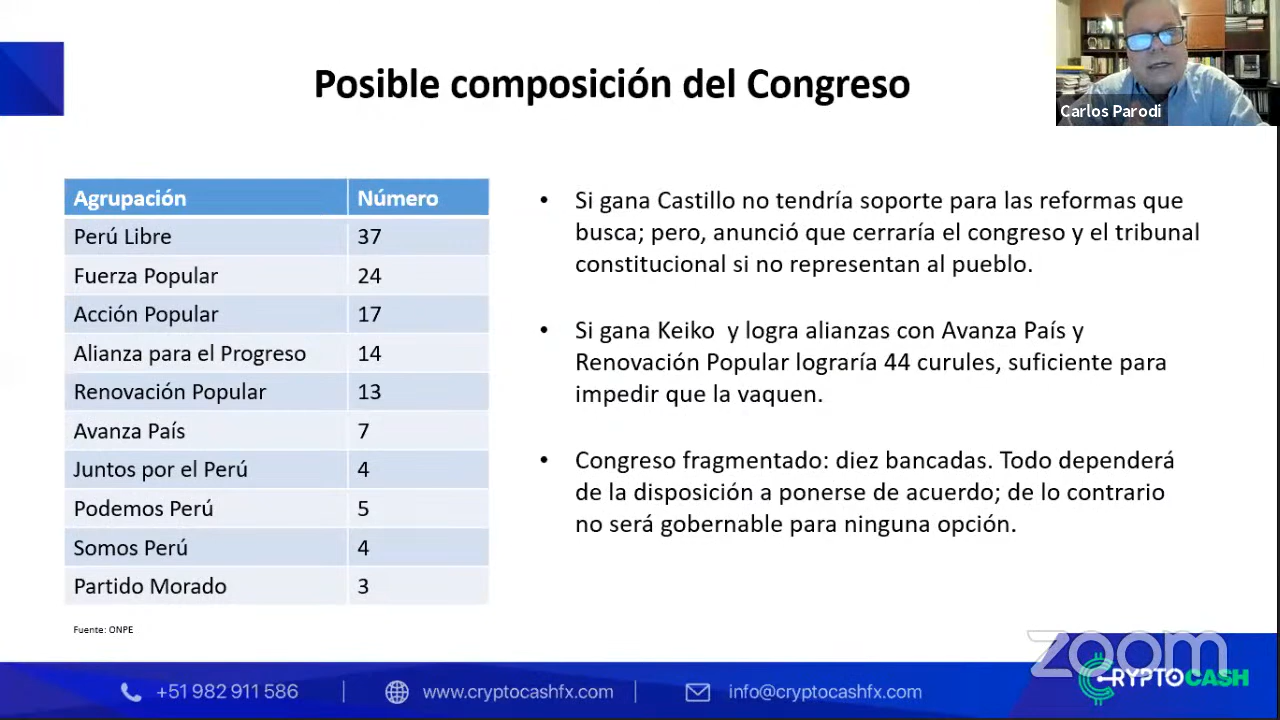 Posible composición del Congreso
Carlos Parodi
Agrupación Número
Perú Libre 37
Fuerza Popular 24
Acción Popular 17
Alianza para el Progreso 14
Renovación Popular 13
Avanza País 7
Juntos por el Perú 4
Podemos Perú 5
Somos Perú 4
Partido Morado 3
Fuente: ONPE
• Si gana Castillo no tendría soporte para las reformas que
busca; pero, anunció que cerraría el congreso y el tribunal
constitucional si no representan al pueblo.
• Si gana Keiko y logra alianzas con Avanza País y
Renovación Popular lograría 44 curules, suficiente para
impedir que la vaquen.
• Congreso fragmentado: diez bancadas. Todo dependerá
de la disposición a ponerse de acuerdo; de lo contrario
no será gobernable para ninguna opción.
zoom
+51 982 911 586 | www.cryptocashfx.com | info@cryptocashfx.com
CRYPTOCASH